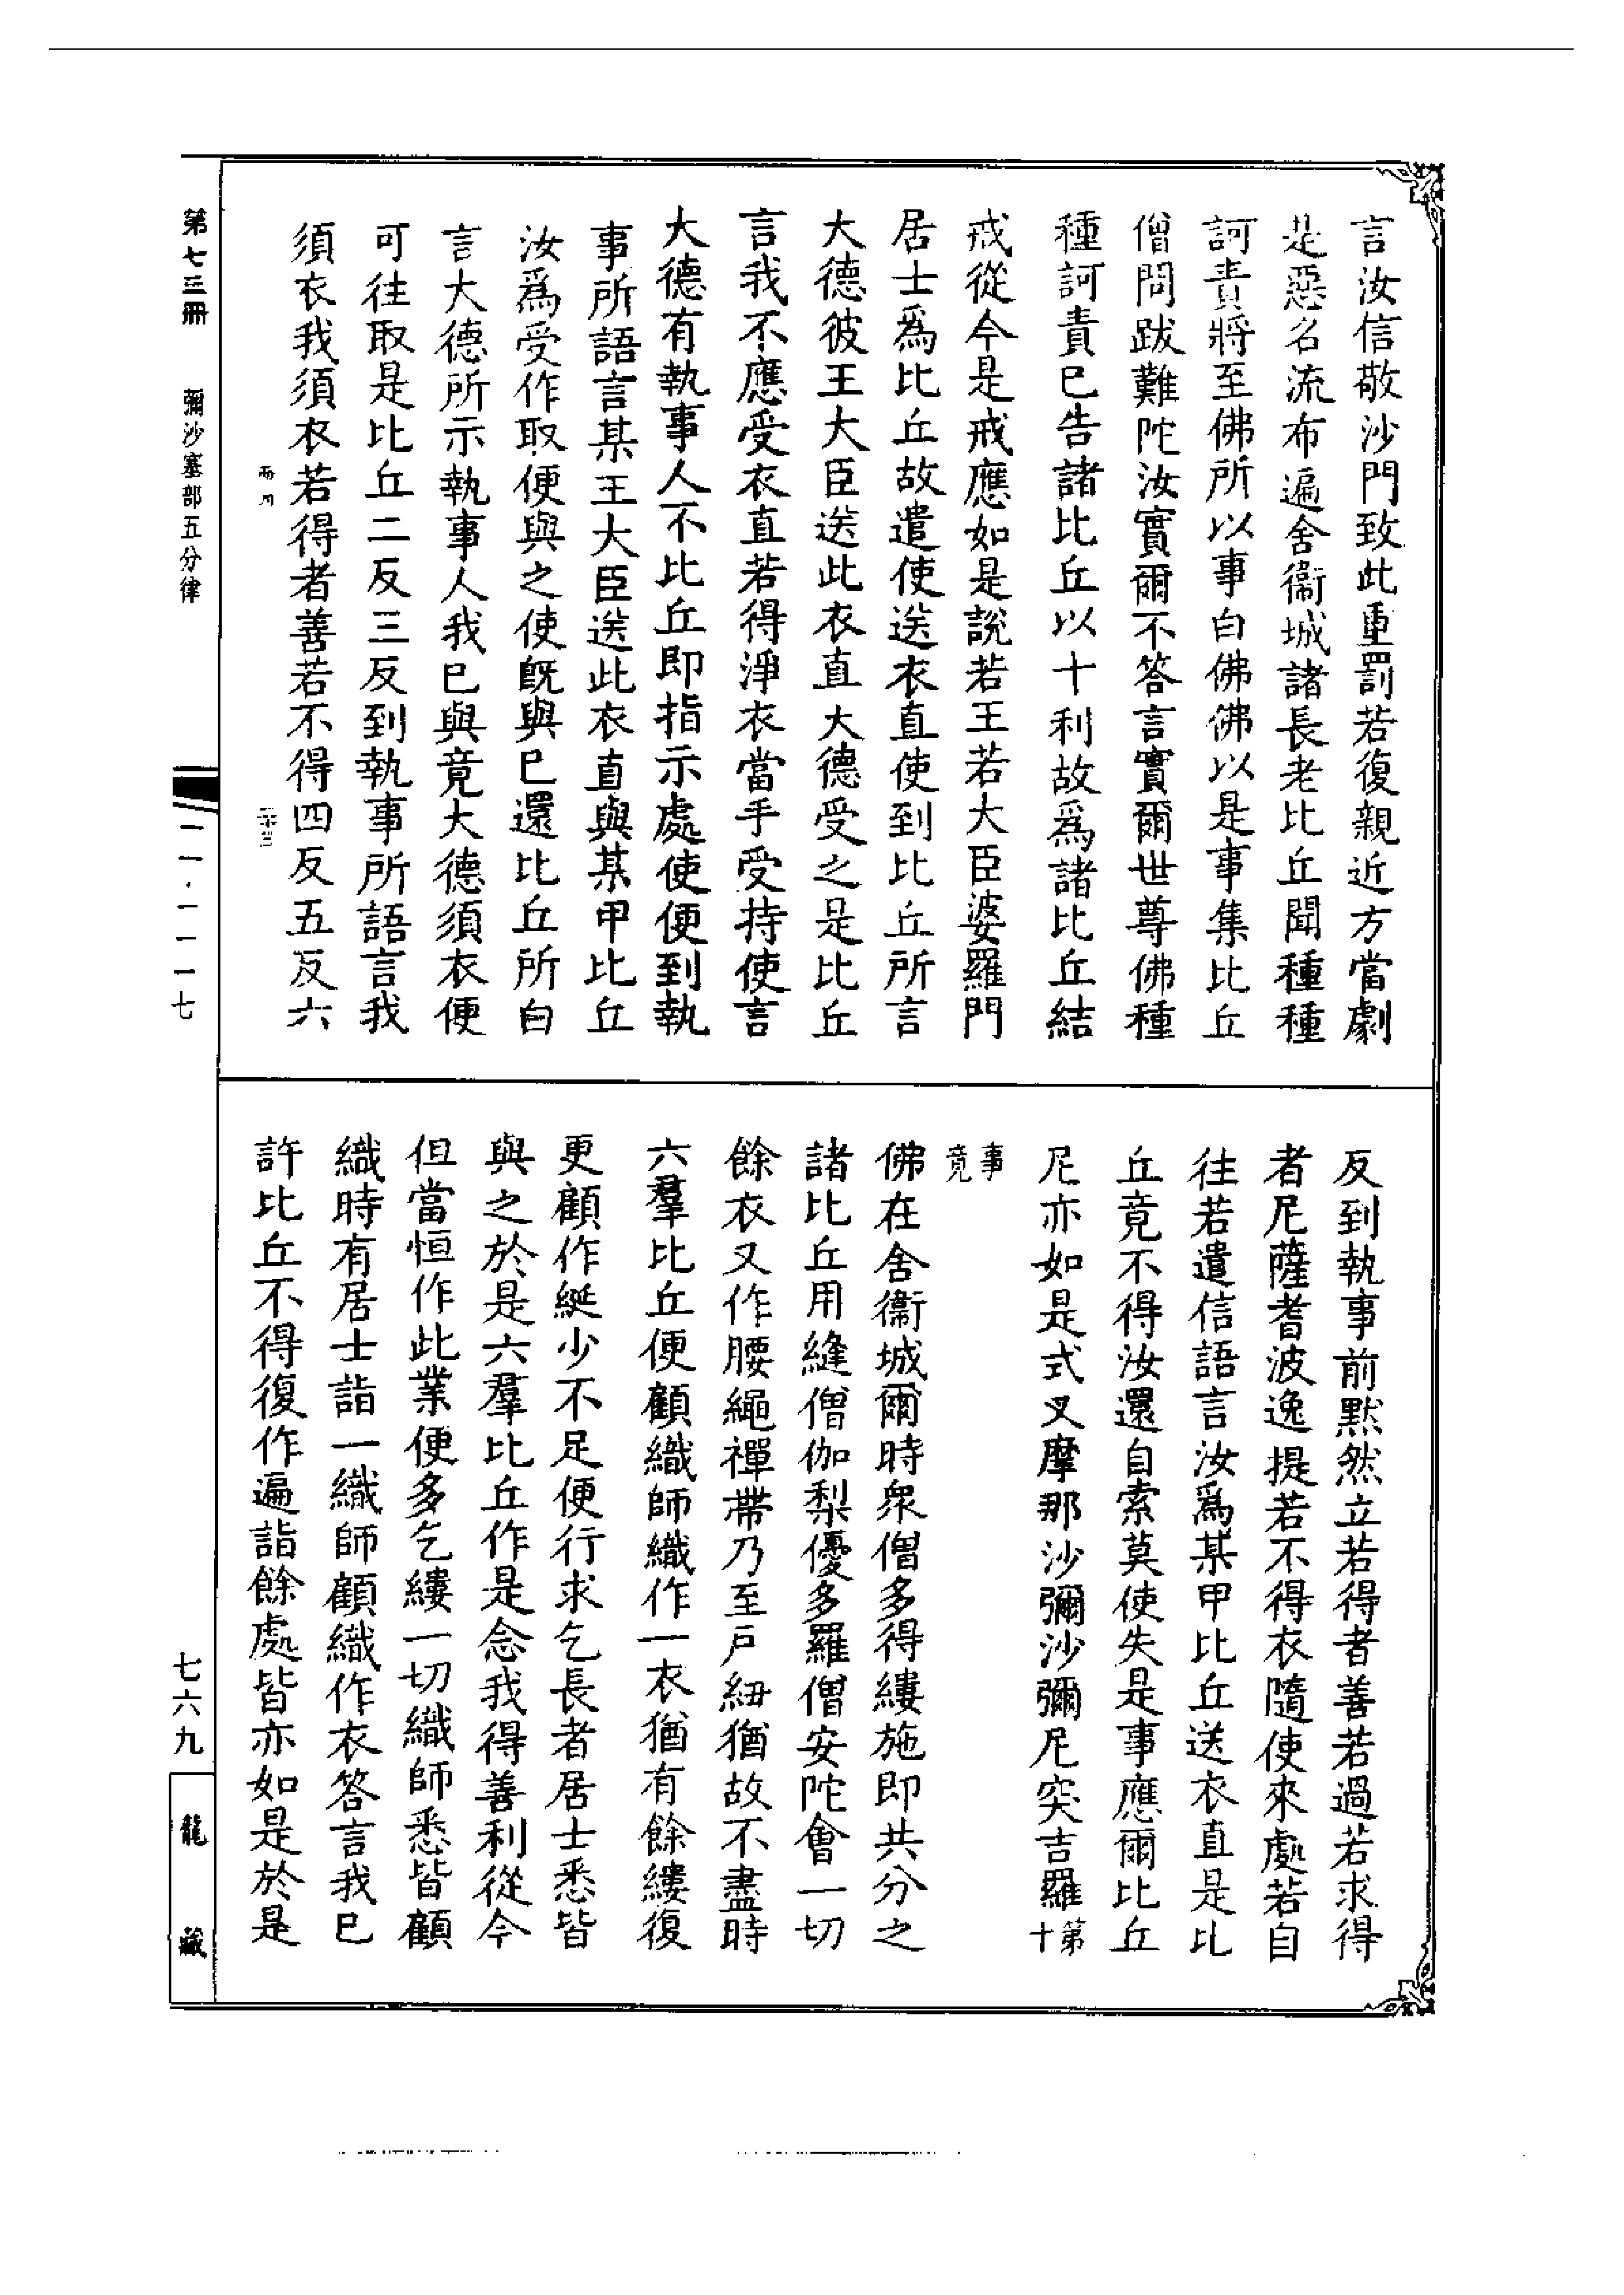 言汝信敬沙門致此重罰若復親近方當劇
是惡名流布遍舍衞城諸長老比丘聞種種
訶責將至佛所以事白佛佛以是事集比丘
僧問跋難陀汝實爾不答言實爾世尊佛種
種訶責已告諸比丘以十利故爲諸比丘結
戒從今是戒應如是說若王若大臣婆羅門
居士爲比丘故遣使送衣直使到比丘所言
大德彼王大臣送此衣直大德受之是比丘
言我不應受衣直若得淨衣當手受持使言
大德有執事人不比丘即指示處使便到執
事所語言某王大臣送此衣直與某甲比丘
汝爲受作取便與之使既與已還比丘所白
言大德所示執事人我已與竟大德須衣便
可往取是比丘二反三反到執事所語言我
須衣我須衣若得者善若不得四反五反六
反到執事前默然立若得者善若過若求得
者尼薩耆波逸提若不得衣隨使來處若自
往若遣信語言汝爲某甲比丘送衣直是比
丘竟不得汝還自索莫使失是事應爾比丘
尼亦如是式叉摩那沙彌沙彌尼突吉羅第十
事竟
佛在舍衞城爾時衆僧多得縷施即共分之
諸比丘用縫僧伽梨優多羅僧安陀會一切
餘衣又作腰繩禪帶乃至戶紐猶故不盡時
六羣比丘便顧織師織作一衣猶有餘縷復
更顧作綖少不足便行求乞長者居士悉皆
與之於是六羣比丘作是念我得善利從今
但當恒作此業便多乞縷一切織師悉皆顧
織時有居士詣一織師顧織作衣答言我已
許比丘不得復作遍詣餘處皆亦如是於是
第七三冊 彌沙塞部五分律
一一·一一一七
七六九
龍藏